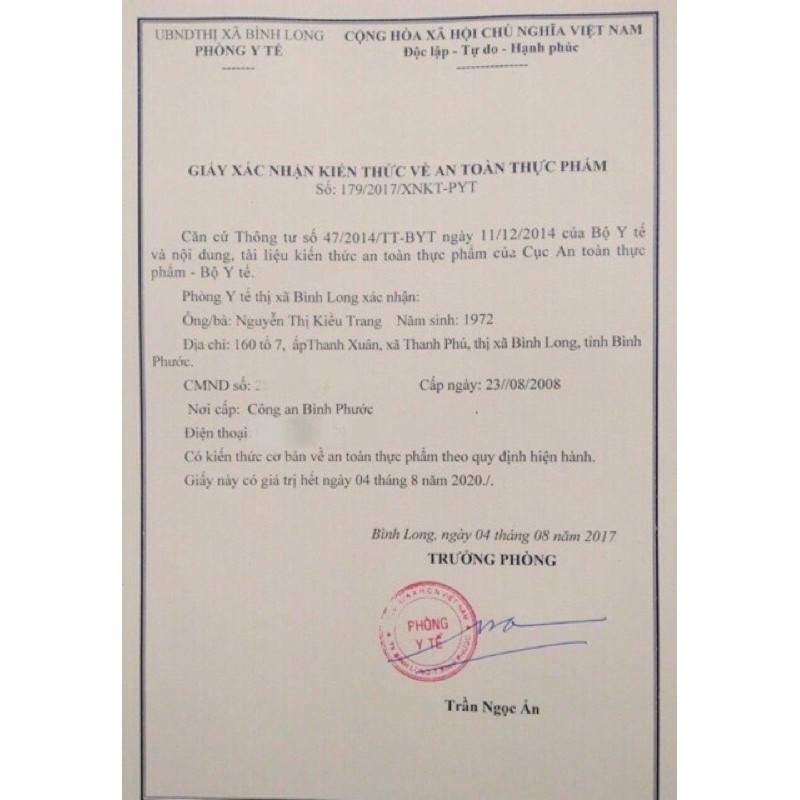 UBNDTHỊ XÃ BÌNH LONG
PHÒNG Y TẾ
CỘNG HÒA XÃ HỘI CHỦ NGHĨA VIỆT NAM
Độc lập - Tự do - Hạnh phúc
GIẤY XÁC NHẬN KIẾN THỨC VỀ AN TOÀN THỰC PHẨM
Số: 179/2017/XNKT-PYT
Căn cứ Thông tư số 47/2014/TT-BYT ngày 11/12/2014 của Bộ Y tế
và nội dung, tài liệu kiến thức an toàn thực phẩm của Cục An toàn thực
phẩm - Bộ Y tế.
Phòng Y tế thị xã Bình Long xác nhận:
Ông/bà: Nguyễn Thị Kiều Trang Năm sinh: 1972
Địa chỉ: 160 tổ 7, ấpThanh Xuân, xã Thanh Phú, thị xã Bình Long, tỉnh Bình
Phước.
CMND số: 2 Cấp ngày: 23//08/2008
Nơi cấp: Công an Bình Phước
Điện thoại
Có kiến thức cơ bản về an toàn thực phẩm theo quy định hiện hành.
Giấy này có giá trị hết ngày 04 tháng 8 năm 2020./.
Bình Long, ngày 04 tháng 08 năm 2017
TRƯỞNG PHÒNG
PHÒNG
Y TẾ
Trần Ngọc Ản